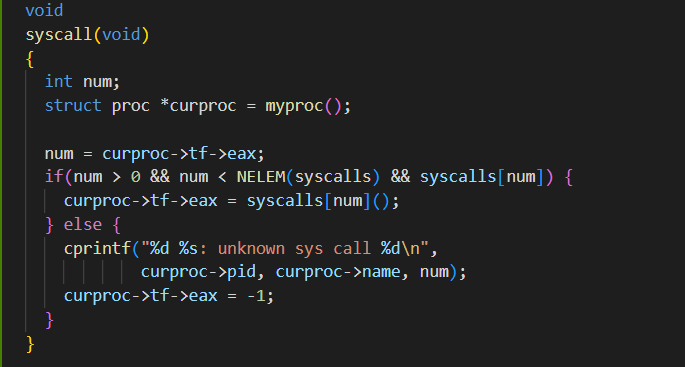 void
syscall(void)
{
  int num;
  struct proc *curproc = myproc();

  num = curproc->tf->eax;
  if(num > 0 && num < NELEM(syscalls) && syscalls[num]) {
    curproc->tf->eax = syscalls[num]();
  } else {
    cprintf("%d %s: unknown sys call %d\n",
            curproc->pid, curproc->name, num);
    curproc->tf->eax = -1;
  }
}